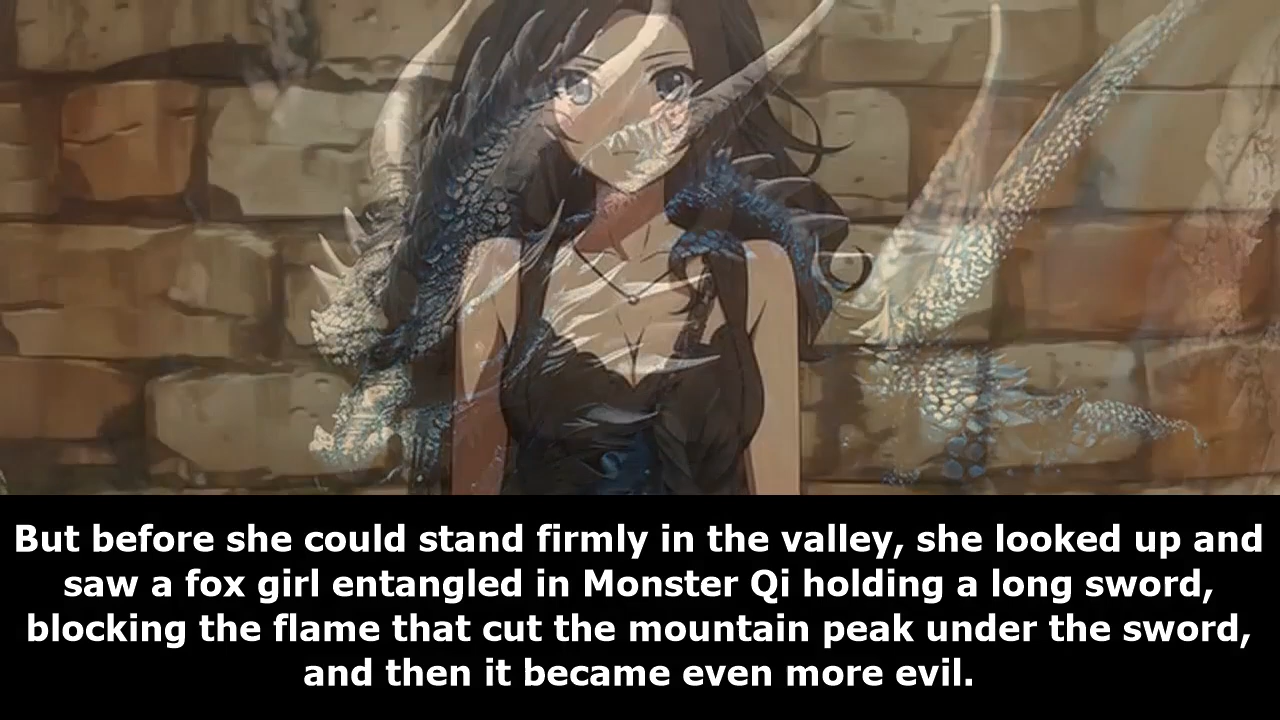 But before she could stand firmly in the valley, she looked up and
saw a fox girl entangled in Monster Qi holding a long sword,
blocking the flame that cut the mountain peak under the sword,
and then it became even more evil.